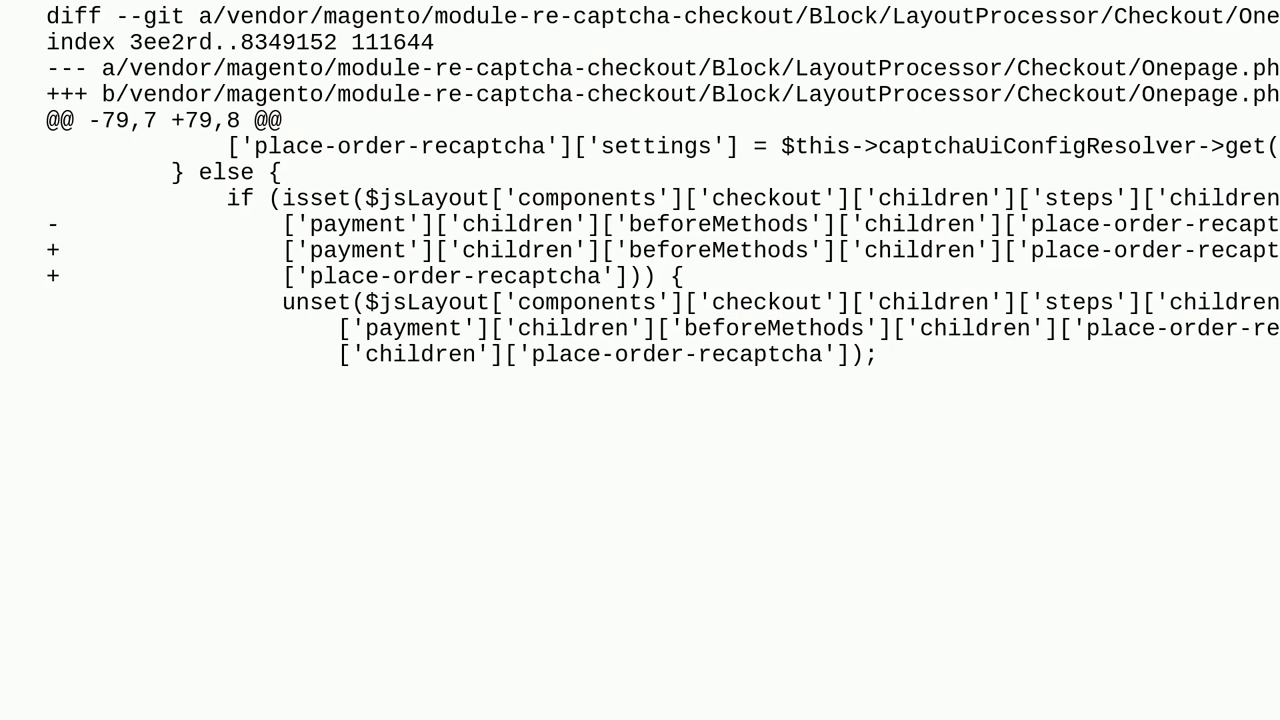 diff --git a/vendor/magento/module-re-captcha-checkout/Block/LayoutProcessor/Checkout/One
index 3ee2rd..8349152 111644
--- a/vendor/magento/module-re-captcha-checkout/Block/LayoutProcessor/Checkout/Onepage.ph
+++ b/vendor/magento/module-re-captcha-checkout/Block/LayoutProcessor/Checkout/Onepage.ph
@@ -79,7 +79,8 @@
             ['place-order-recaptcha']['settings'] = $this->captchaUiConfigResolver->get(
         } else {
             if (isset($jsLayout['components']['checkout']['children']['steps']['children
-                ['payment']['children']['beforeMethods']['children']['place-order-recapt
+                ['payment']['children']['beforeMethods']['children']['place-order-recapt
+                ['place-order-recaptcha'])) {
                 unset($jsLayout['components']['checkout']['children']['steps']['children
                     ['payment']['children']['beforeMethods']['children']['place-order-re
                     ['children']['place-order-recaptcha']);